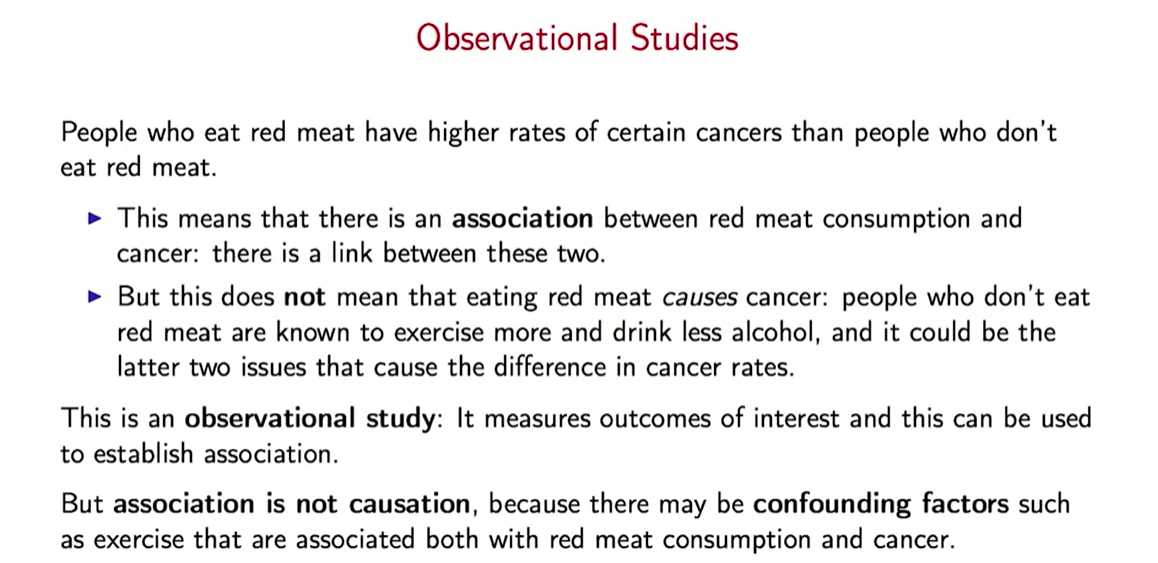 Observational Studies
People who eat red meat have higher rates of certain cancers than people who don't
eat red meat.
▶ This means that there is an association between red meat consumption and
cancer: there is a link between these two.
▶ But this does not mean that eating red meat causes cancer: people who don't eat
red meat are known to exercise more and drink less alcohol, and it could be the
latter two issues that cause the difference in cancer rates.
This is an observational study: It measures outcomes of interest and this can be used
to establish association.
But association is not causation, because there may be confounding factors such
as exercise that are associated both with red meat consumption and cancer.